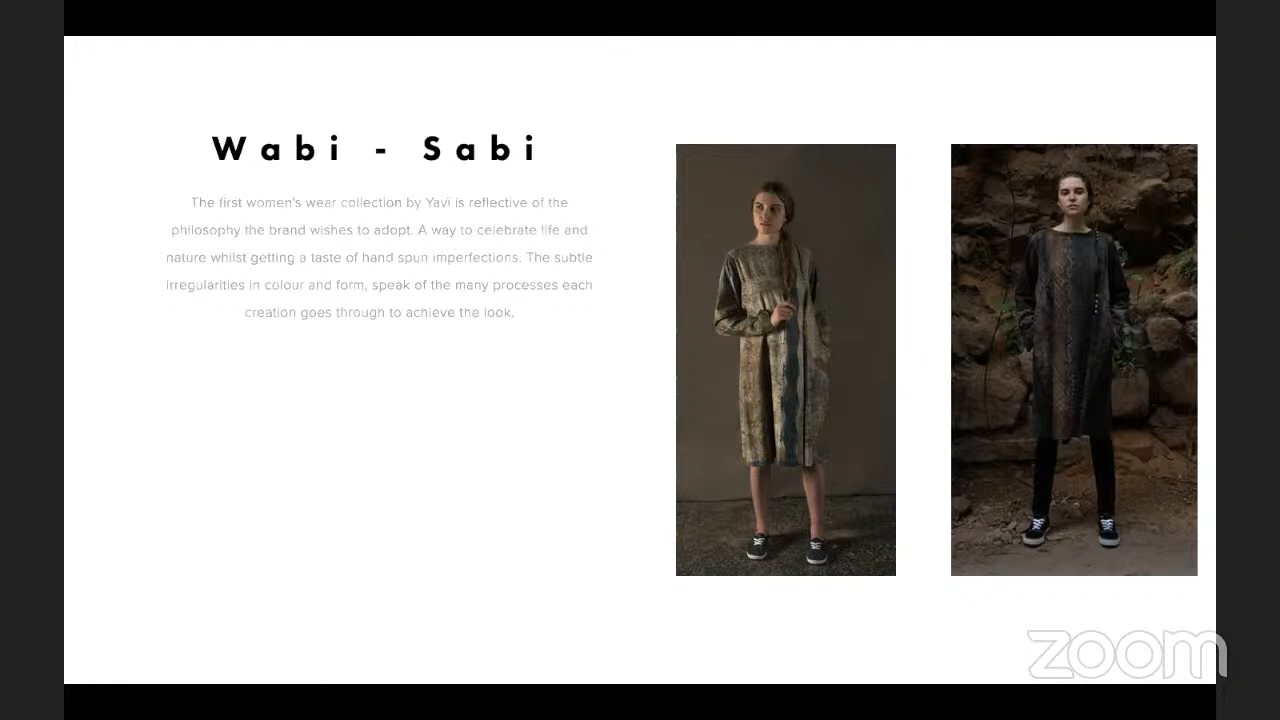 Wabi - Sabi
The first women's wear collection by Yavï is reflective of the
philosophy the brand wishes to adopt. A way to celebrate life and
nature whilst getting a taste of hand spun imperfections. The subtle
irregularities in colour and form, speak of the many processes each
creation goes through to achieve the look.
zoom